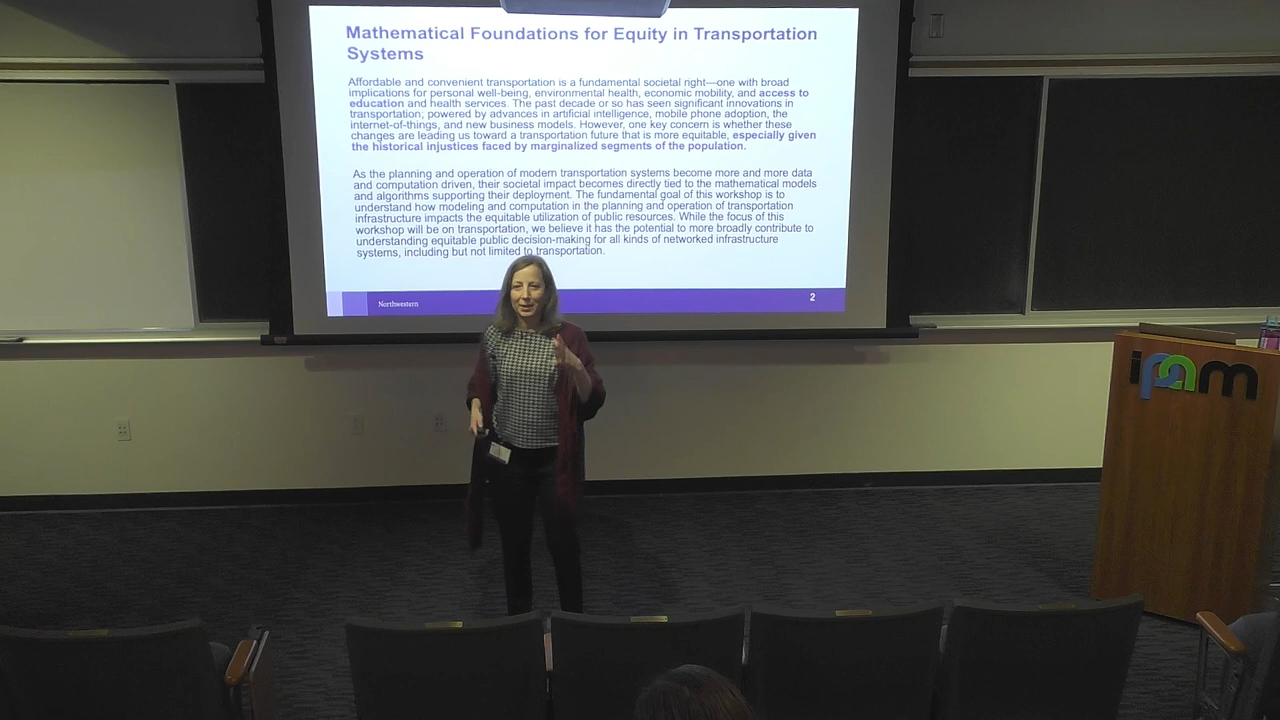 Mathematical Foundations for Equity in Transportation
Systems
Affordable and convenient transportation is a fundamental societal right—one with broad
implications for personal well-being, environmental health, economic mobility, and access to
education and health services. The past decade or so has seen significant innovations in
transportation; powered by advances in artificial intelligence, mobile phone adoption, the
internet-of-things, and new business models. However, one key concern is whether these
changes are leading us toward a transportation future that is more equitable, especially given
the historical injustices faced by marginalized segments of the population.
As the planning and operation of modern transportation systems become more and more data
and computation driven, their societal impact becomes directly tied to the mathematical models
and algorithms supporting their deployment. The fundamental goal of this workshop is to
understand how modeling and computation in the planning and operation of transportation
infrastructure impacts the equitable utilization of public resources. While the focus of this
workshop will be on transportation, we believe it has the potential to more broadly contribute to
understanding equitable public decision-making for all kinds of networked infrastructure
systems, including but not limited to transportation.
Northwestern
2
ipam